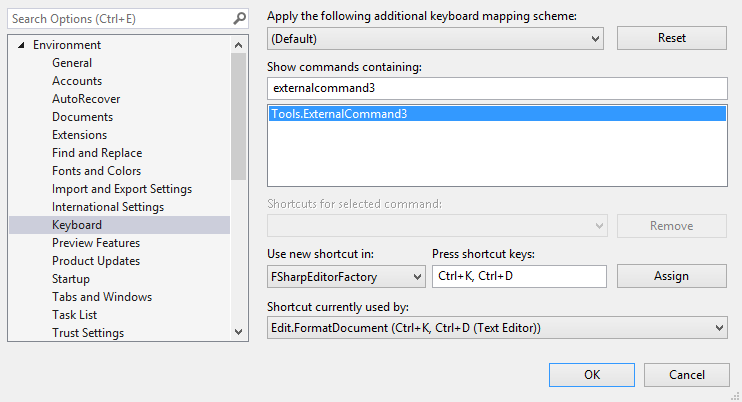 Search Options (Ctrl+E)
Environment
General
Accounts
AutoRecover
Documents
Extensions
Find and Replace
Fonts and Colors
Import and Export Settings
International Settings
Keyboard
Preview Features
Product Updates
Startup
Tabs and Windows
Task List
Trust Settings
Apply the following additional keyboard mapping scheme:
(Default)
Reset
Show commands containing:
externalcommand3
Tools.ExternalCommand3
Shortcuts for selected command:
Remove
Use new shortcut in:
Press shortcut keys:
FSharpEditorFactory
Ctrl+K, Ctrl+D
Assign
Shortcut currently used by:
Edit.FormatDocument (Ctrl+K, Ctrl+D (Text Editor))
OK
Cancel